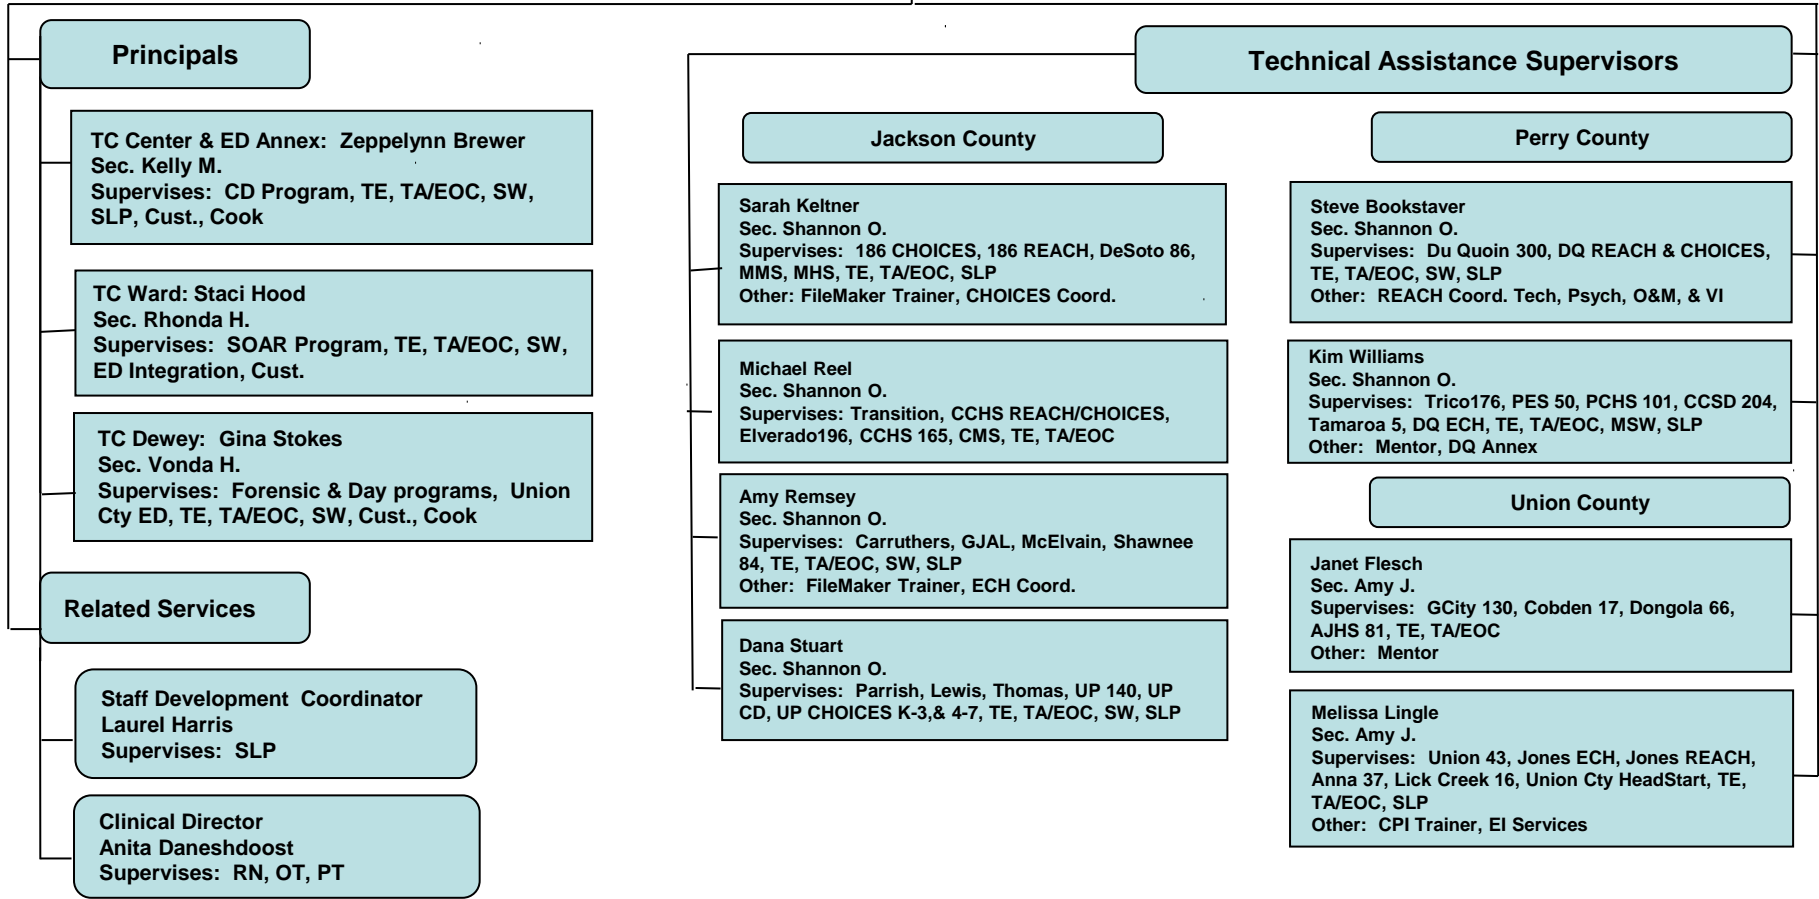 Principals
TC Center & ED Annex:  Zeppelynn Brewer
Sec. Kelly M.
Supervises:  CD Program, TE, TA/EOC, SW,
SLP, Cust., Cook
TC Ward: Staci Hood
Sec. Rhonda H.
Supervises:  SOAR Program, TE, TA/EOC, SW,
ED Integration, Cust.
TC Dewey:  Gina Stokes
Sec. Vonda H.
Supervises:  Forensic & Day programs,  Union
Cty ED, TE, TA/EOC, SW, Cust., Cook
Related Services
Staff Development  Coordinator
Laurel Harris
Supervises:  SLP
Clinical Director
Anita Daneshdoost
Supervises:  RN, OT, PT
Technical Assistance Supervisors
Jackson County
Sarah Keltner
Sec. Shannon O.
Supervises:  186 CHOICES, 186 REACH, DeSoto 86,
MMS, MHS, TE, TA/EOC, SLP
Other: FileMaker Trainer, CHOICES Coord.
Michael Reel
Sec. Shannon O.
Supervises: Transition, CCHS REACH/CHOICES,
Elverado196, CCHS 165, CMS, TE, TA/EOC
Amy Remsey
Sec. Shannon O.
Supervises:  Carruthers, GJAL, McElvain, Shawnee
84, TE, TA/EOC, SW, SLP
Other:  FileMaker Trainer, ECH Coord.
Dana Stuart
Sec. Shannon O.
Supervises:  Parrish, Lewis, Thomas, UP 140, UP
CD, UP CHOICES K-3,& 4-7, TE, TA/EOC, SW, SLP
Perry County
Steve Bookstaver
Sec. Shannon O.
Supervises:  Du Quoin 300, DQ REACH & CHOICES,
TE, TA/EOC, SW, SLP
Other:  REACH Coord. Tech, Psych, O&M, & VI
Kim Williams
Sec. Shannon O.
Supervises:  Trico176, PES 50, PCHS 101, CCSD 204,
Tamaroa 5, DQ ECH, TE, TA/EOC, MSW, SLP
Other:  Mentor, DQ Annex
Union County
Janet Flesch
Sec. Amy J.
Supervises:  GCity 130, Cobden 17, Dongola 66,
AJHS 81, TE, TA/EOC
Other:  Mentor
Melissa Lingle
Sec. Amy J.
Supervises:  Union 43, Jones ECH, Jones REACH,
Anna 37, Lick Creek 16, Union Cty HeadStart, TE,
TA/EOC, SLP
Other:  CPI Trainer, EI Services